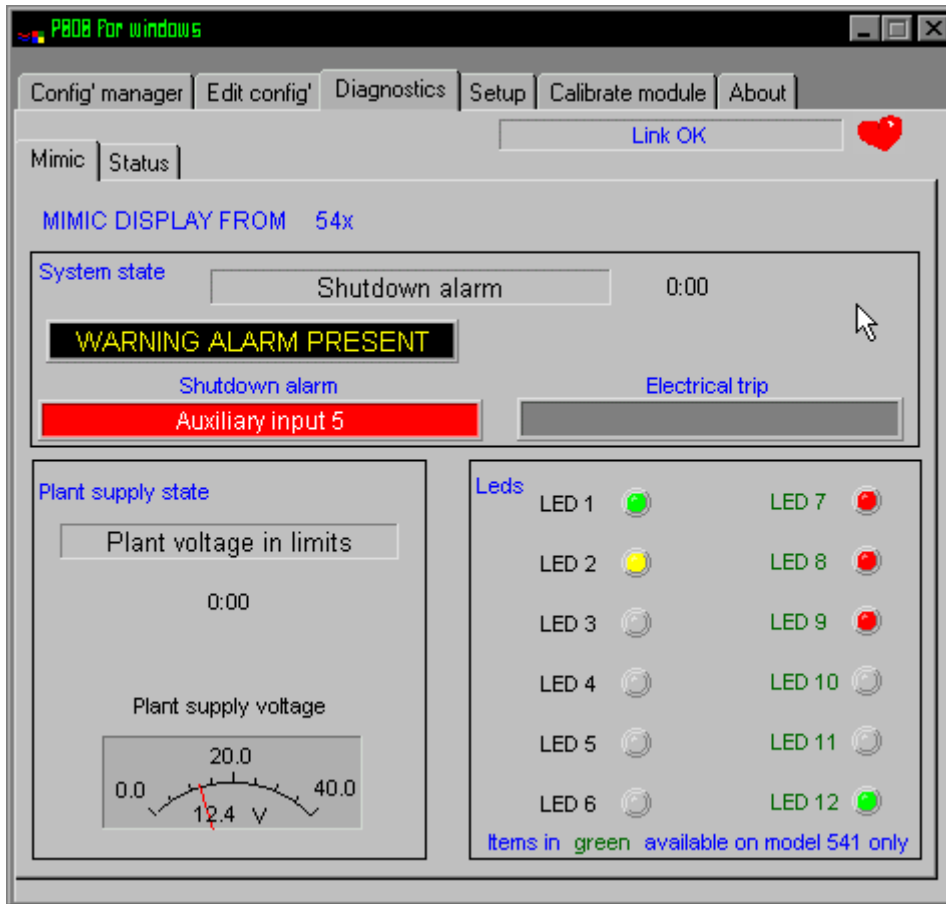 P808 For windows
Config' manager Edit config' Diagnostics Setup Calibrate module About
Link OK
Mimic Status
MIMIC DISPLAY FROM 54x
System state
Shutdown alarm 0:00
WARNING ALARM PRESENT
Shutdown alarm Electrical trip
Auxiliary input 5
Plant supply state
Plant voltage in limits
0:00
Plant supply voltage
20.0
0.0 40.0
12.4 V
Leds
LED 1 LED 7
LED 2 LED 8
LED 3 LED 9
LED 4 LED 10
LED 5 LED 11
LED 6 LED 12
Items in green available on model 541 only